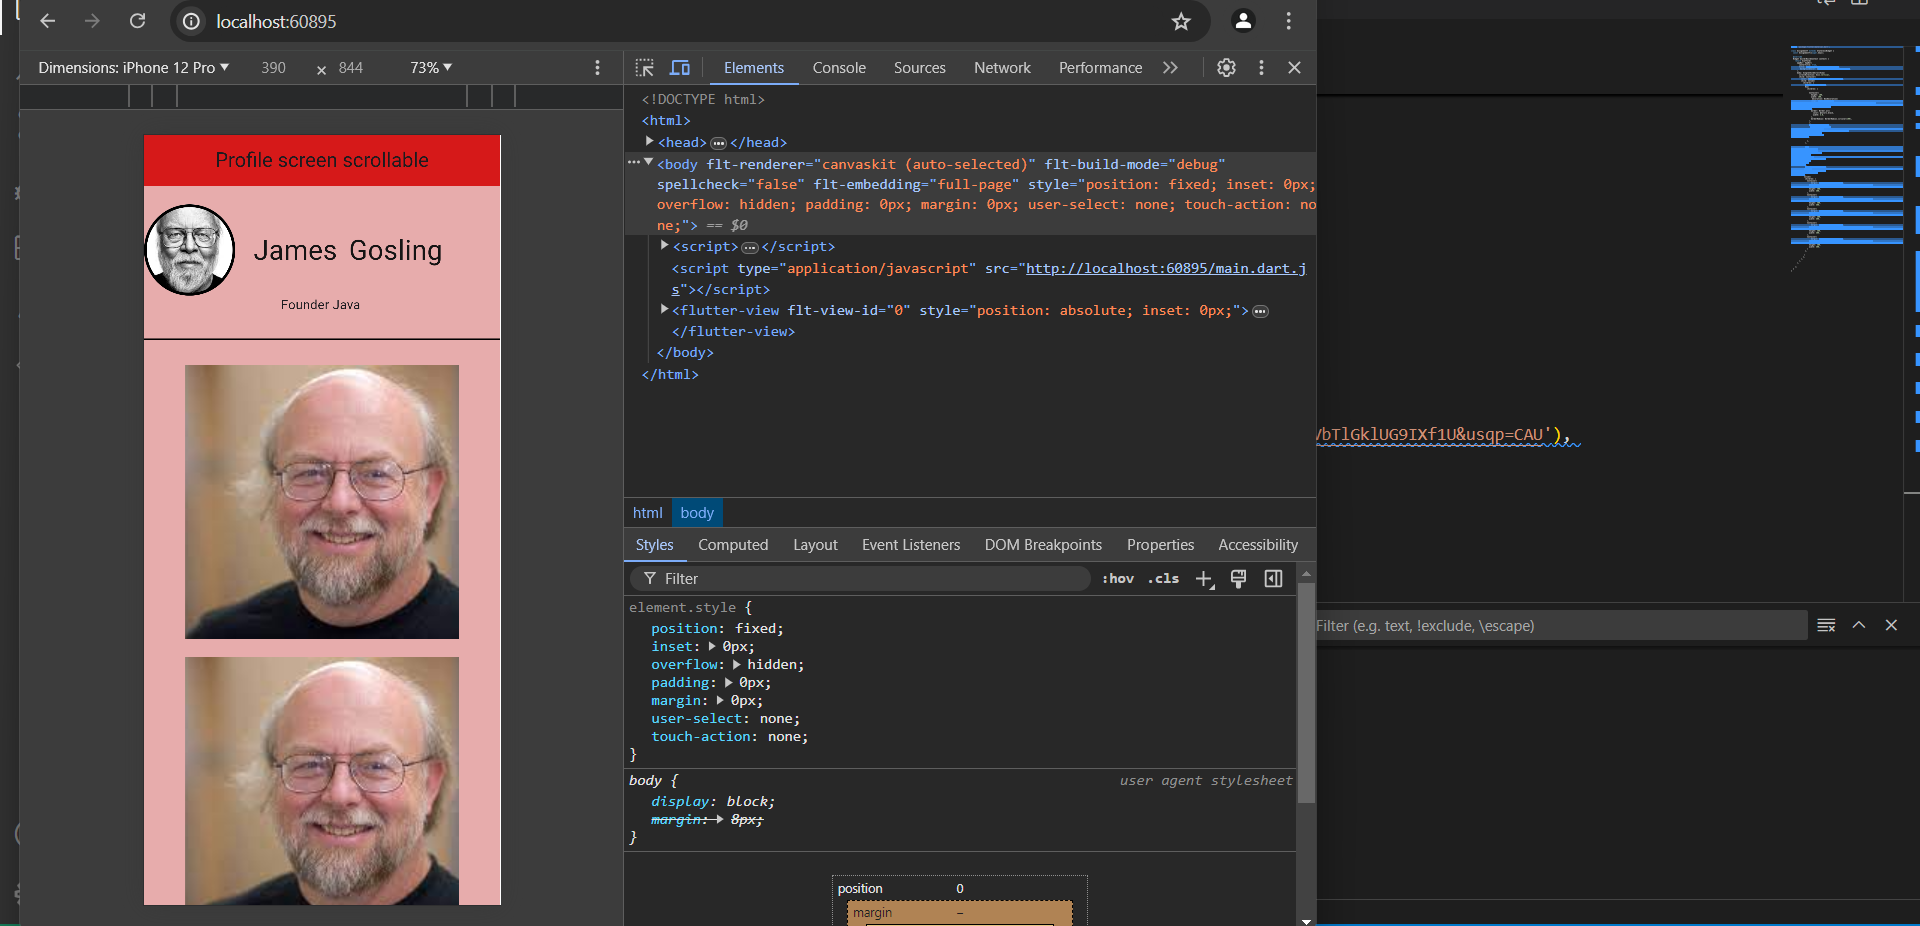 localhost:60895
Dimensions: iPhone 12 Pro ▼ 390 × 844 73% ▼
Elements Console Sources Network Performance
Profile screen scrollable
James Gosling
Founder Java
<!DOCTYPE html>
<html>
<head> ••• </head>
••• <body flt-renderer="canvaskit (auto-selected)" flt-build-mode="debug"
spellcheck="false" flt-embedding="full-page" style="position: fixed; inset: 0px;
overflow: hidden; padding: 0px; margin: 0px; user-select: none; touch-action: no
ne;"> == $0
<script> ••• </script>
<script type="application/javascript" src="http://localhost:60895/main.dart.j
s"></script>
<flutter-view flt-view-id="0" style="position: absolute; inset: 0px;"> •••
</flutter-view>
</body>
</html>
VbTlGklUG9IXf1U&usqp=CAU'),
html body
Styles Computed Layout Event Listeners DOM Breakpoints Properties Accessibility
Filter :hov .cls
element.style {
position: fixed;
inset: 0px;
overflow: hidden;
padding: 0px;
margin: 0px;
user-select: none;
touch-action: none;
}
body { user agent stylesheet
display: block;
margin: 8px;
}
position 0
margin –
Filter (e.g. text, !exclude, \escape)